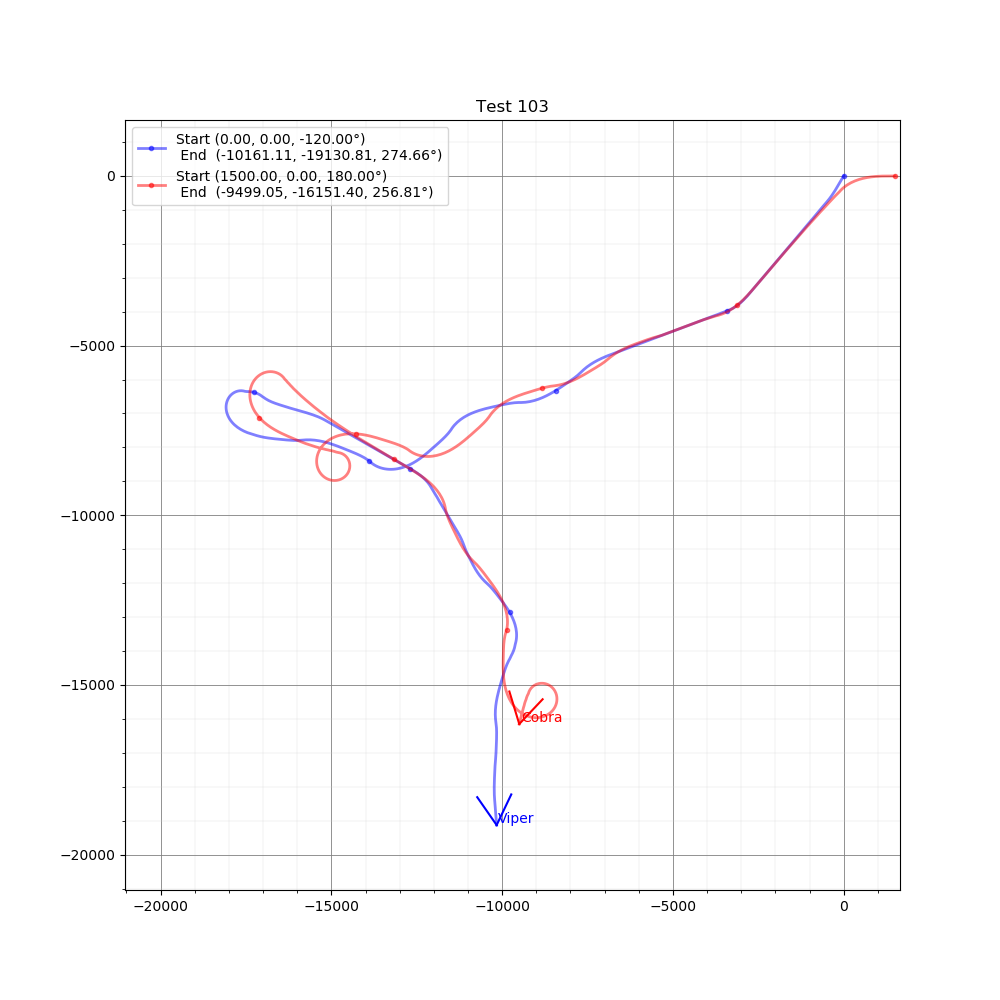 Test 103
Start (0.00, 0.00, -120.00°)
End (-10161.11, -19130.81, 274.66°)
Start (1500.00, 0.00, 180.00°)
End (-9499.05, -16151.40, 256.81°)
0
−5000
−10000
−15000
−20000
Cobra
Viper
−20000 −15000 −10000 −5000 0